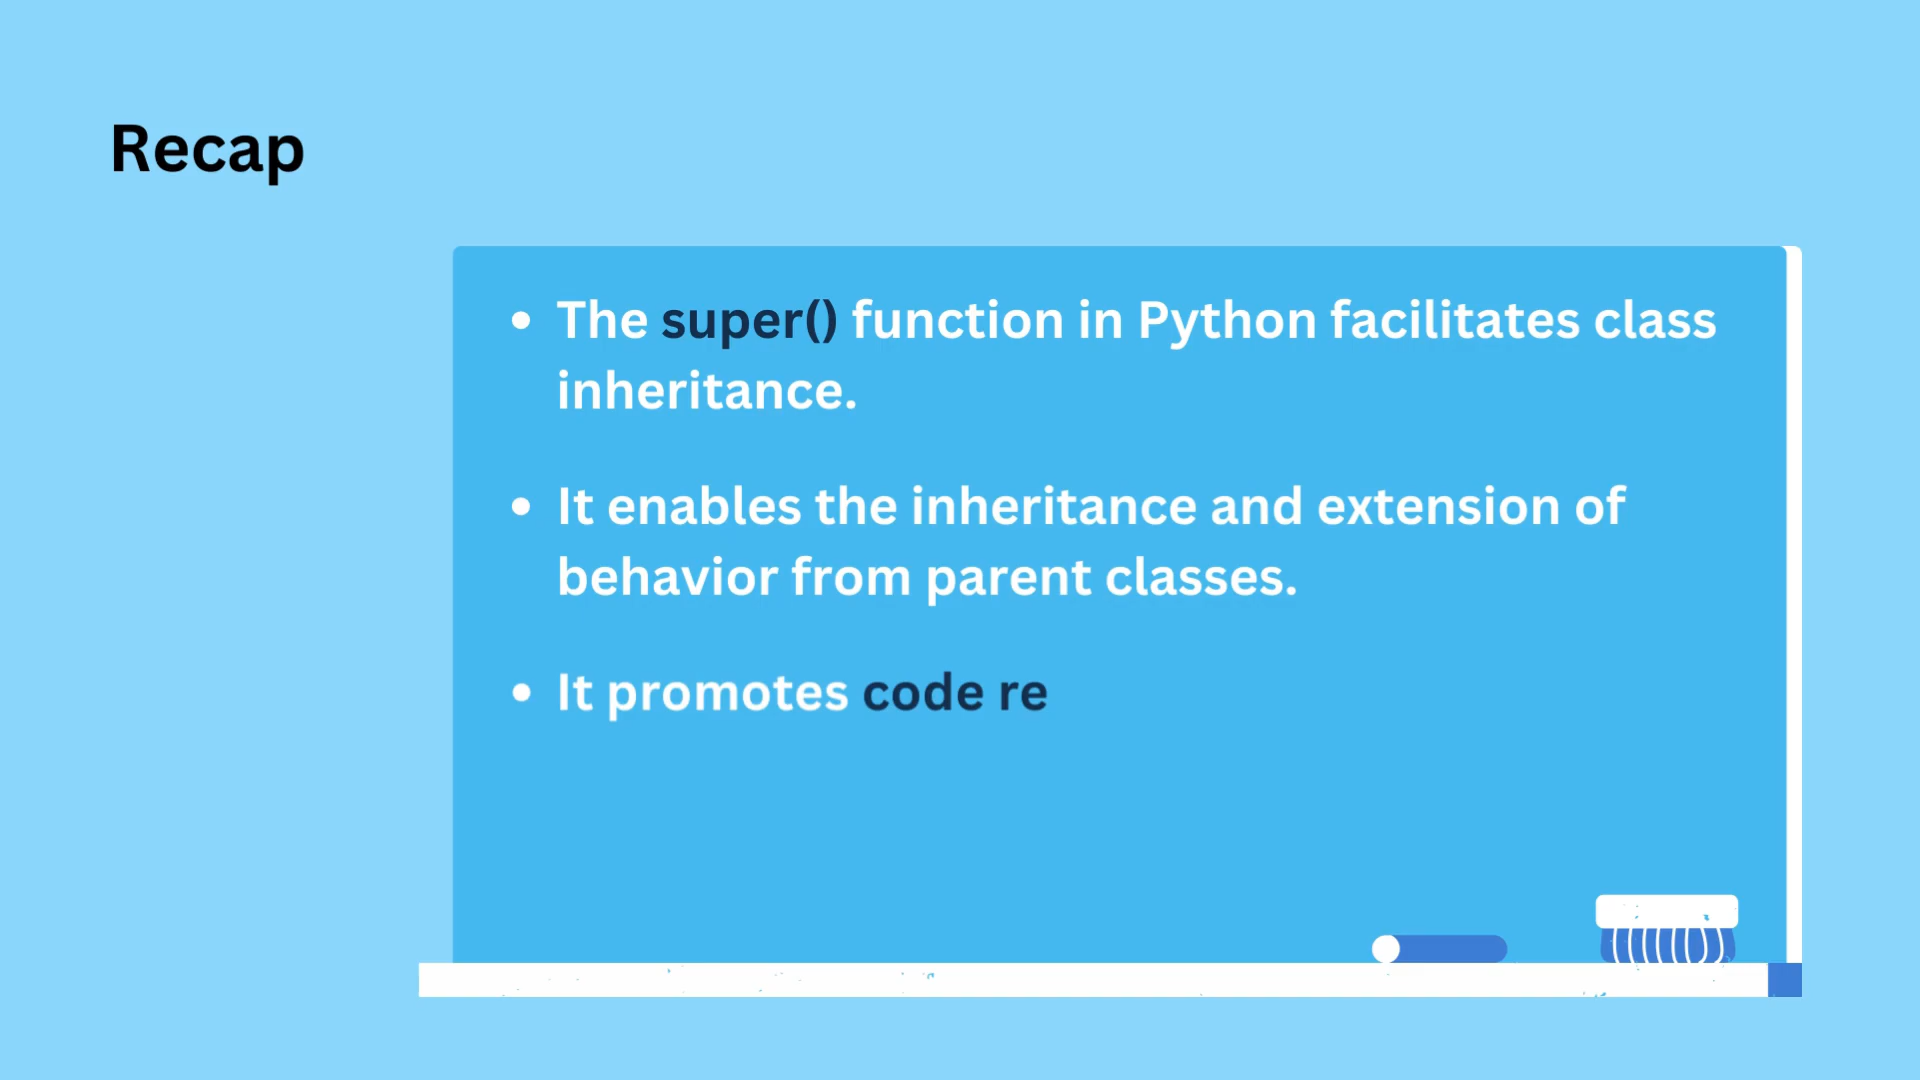 Recap
• The super() function in Python facilitates class
inheritance.
• It enables the inheritance and extension of
behavior from parent classes.
• It promotes code re